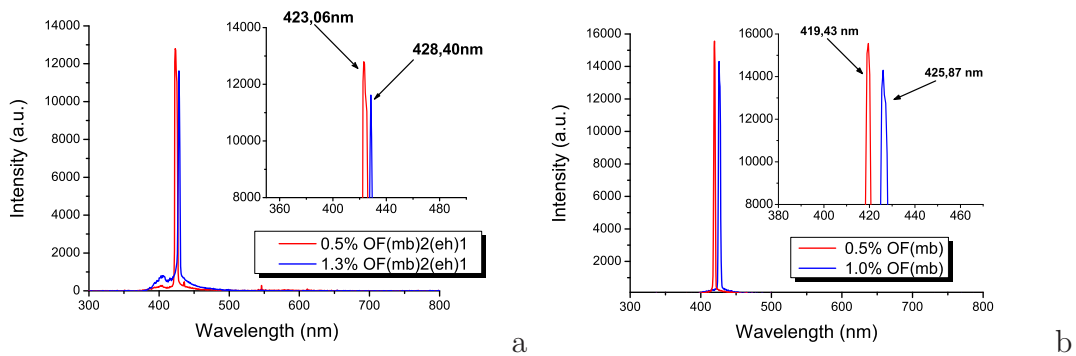 14000
12000
10000
8000
6000
4000
2000
0
300 400 500 600 700 800
Intensity (a.u.)
Wavelength (nm)
423,06nm
428,40nm
14000
12000
10000
8000
360 400 440 480
0.5% OF(mb)2(eh)1
1.3% OF(mb)2(eh)1
a
16000
14000
12000
10000
8000
6000
4000
2000
300 400 500 600 700 800
Intensity (a.u.)
Wavelength (nm)
419,43 nm
425,87 nm
16000
14000
12000
10000
8000
380 400 420 440 460
0.5% OF(mb)
1.0% OF(mb)
b